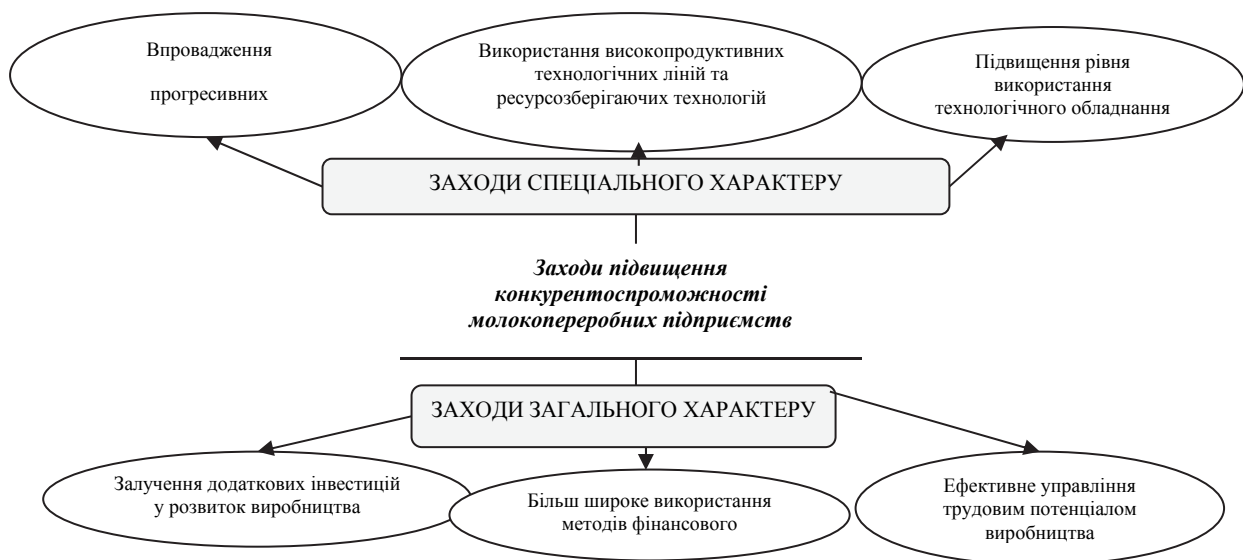 Впровадження
прогресивних
Використання високопродуктивних
технологічних ліній та
ресурсозберігаючих технологій
Підвищення рівня
використання
технологічного обладнання
ЗАХОДИ СПЕЦІАЛЬНОГО ХАРАКТЕРУ
Заходи підвищення
конкурентоспроможності
молокопереробних підприємств
ЗАХОДИ ЗАГАЛЬНОГО ХАРАКТЕРУ
Залучення додаткових інвестицій
у розвиток виробництва
Більш широке використання
методів фінансового
Ефективне управління
трудовим потенціалом
виробництва